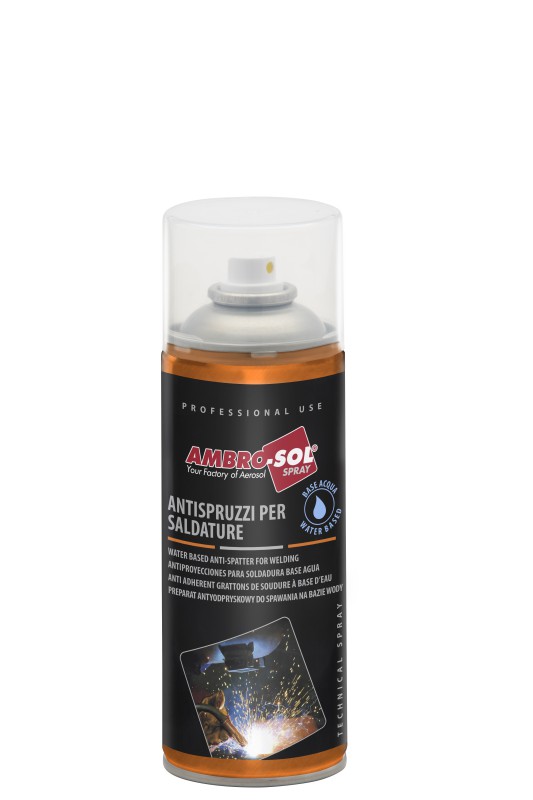 PROFESSIONAL USE
AMBRO-SOL®
SPRAY
Your Factory of Aerosol
BASE ACQUA
WATER BASED
ANTISPRUZZI PER
SALDATURE
WATER BASED ANTI-SPATTER FOR WELDING
ANTIPROYECCIONES PARA SOLDADURA BASE AGUA
ANTI ADHERENT GRATTONS DE SOUDURE À BASE D'EAU
PREPARAT ANTYODPRYSKOWY DO SPAWANIA NA BAZIE WODY
TECHNICAL SPRAY